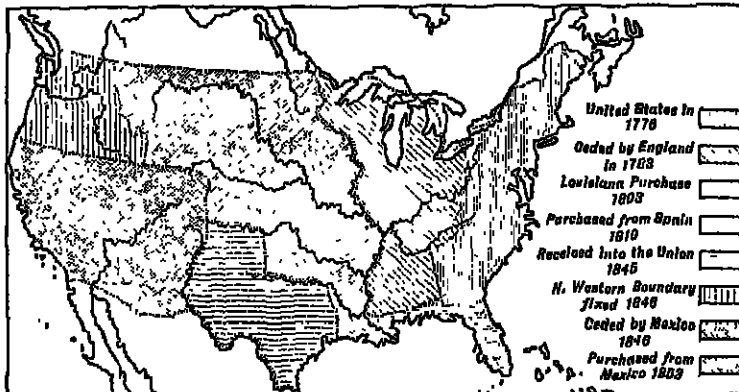 United States in
1776
Ceded by England
in 1783
Louisiana Purchase
1803
Purchased from Spain
1819
Received Into the Union
1845
N. Western Boundary
fixed 1846
Ceded by Mexico
1848
Purchased from
Mexico 1853